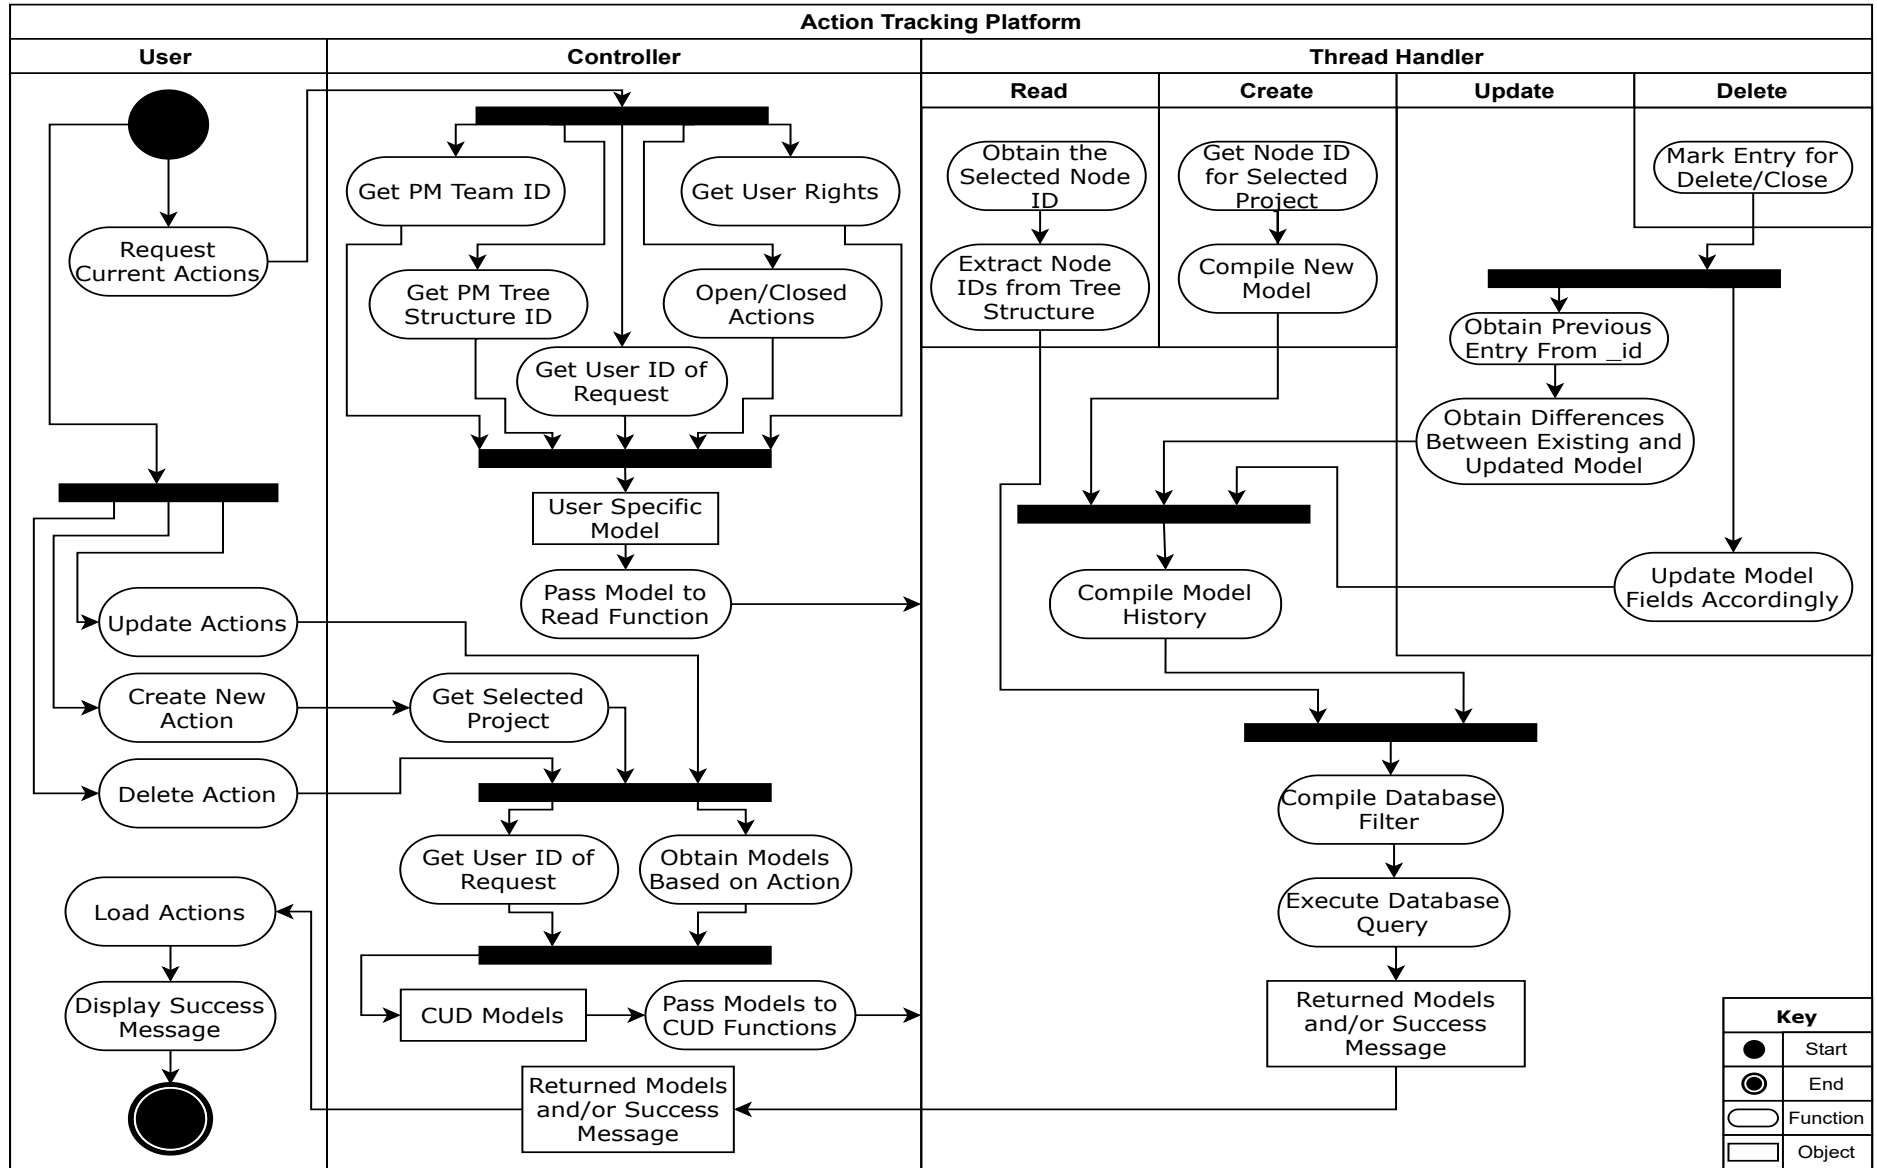 Action Tracking Platform
User
Controller
Thread Handler
Read
Create
Update
Delete
Request
Current Actions
Update Actions
Create New
Action
Delete Action
Load Actions
Display Success
Message
Get PM Team ID
Get User Rights
Get PM Tree
Structure ID
Open/Closed
Actions
Get User ID of
Request
User Specific
Model
Pass Model to
Read Function
Get Selected
Project
Get User ID of
Request
Obtain Models
Based on Action
CUD Models
Pass Models to
CUD Functions
Returned Models
and/or Success
Message
Obtain the
Selected Node
ID
Extract Node
IDs from Tree
Structure
Get Node ID
for Selected
Project
Compile New
Model
Mark Entry for
Delete/Close
Obtain Previous
Entry From _id
Obtain Differences
Between Existing and
Updated Model
Update Model
Fields Accordingly
Compile Model
History
Compile Database
Filter
Execute Database
Query
Returned Models
and/or Success
Message
Key
Start
End
Function
Object